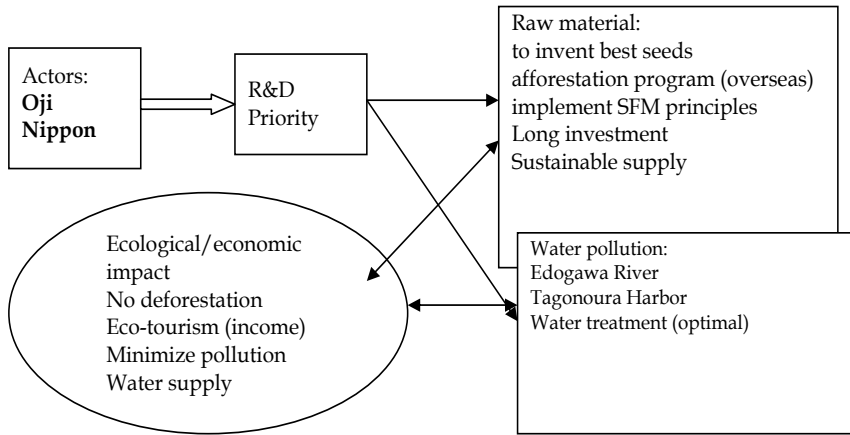 Actors:
Oji
Nippon
R&D
Priority
Raw material:
to invent best seeds
afforestation program (overseas)
implement SFM principles
Long investment
Sustainable supply
Ecological/economic
impact
No deforestation
Eco-tourism (income)
Minimize pollution
Water supply
Water pollution:
Edogawa River
Tagonoura Harbor
Water treatment (optimal)